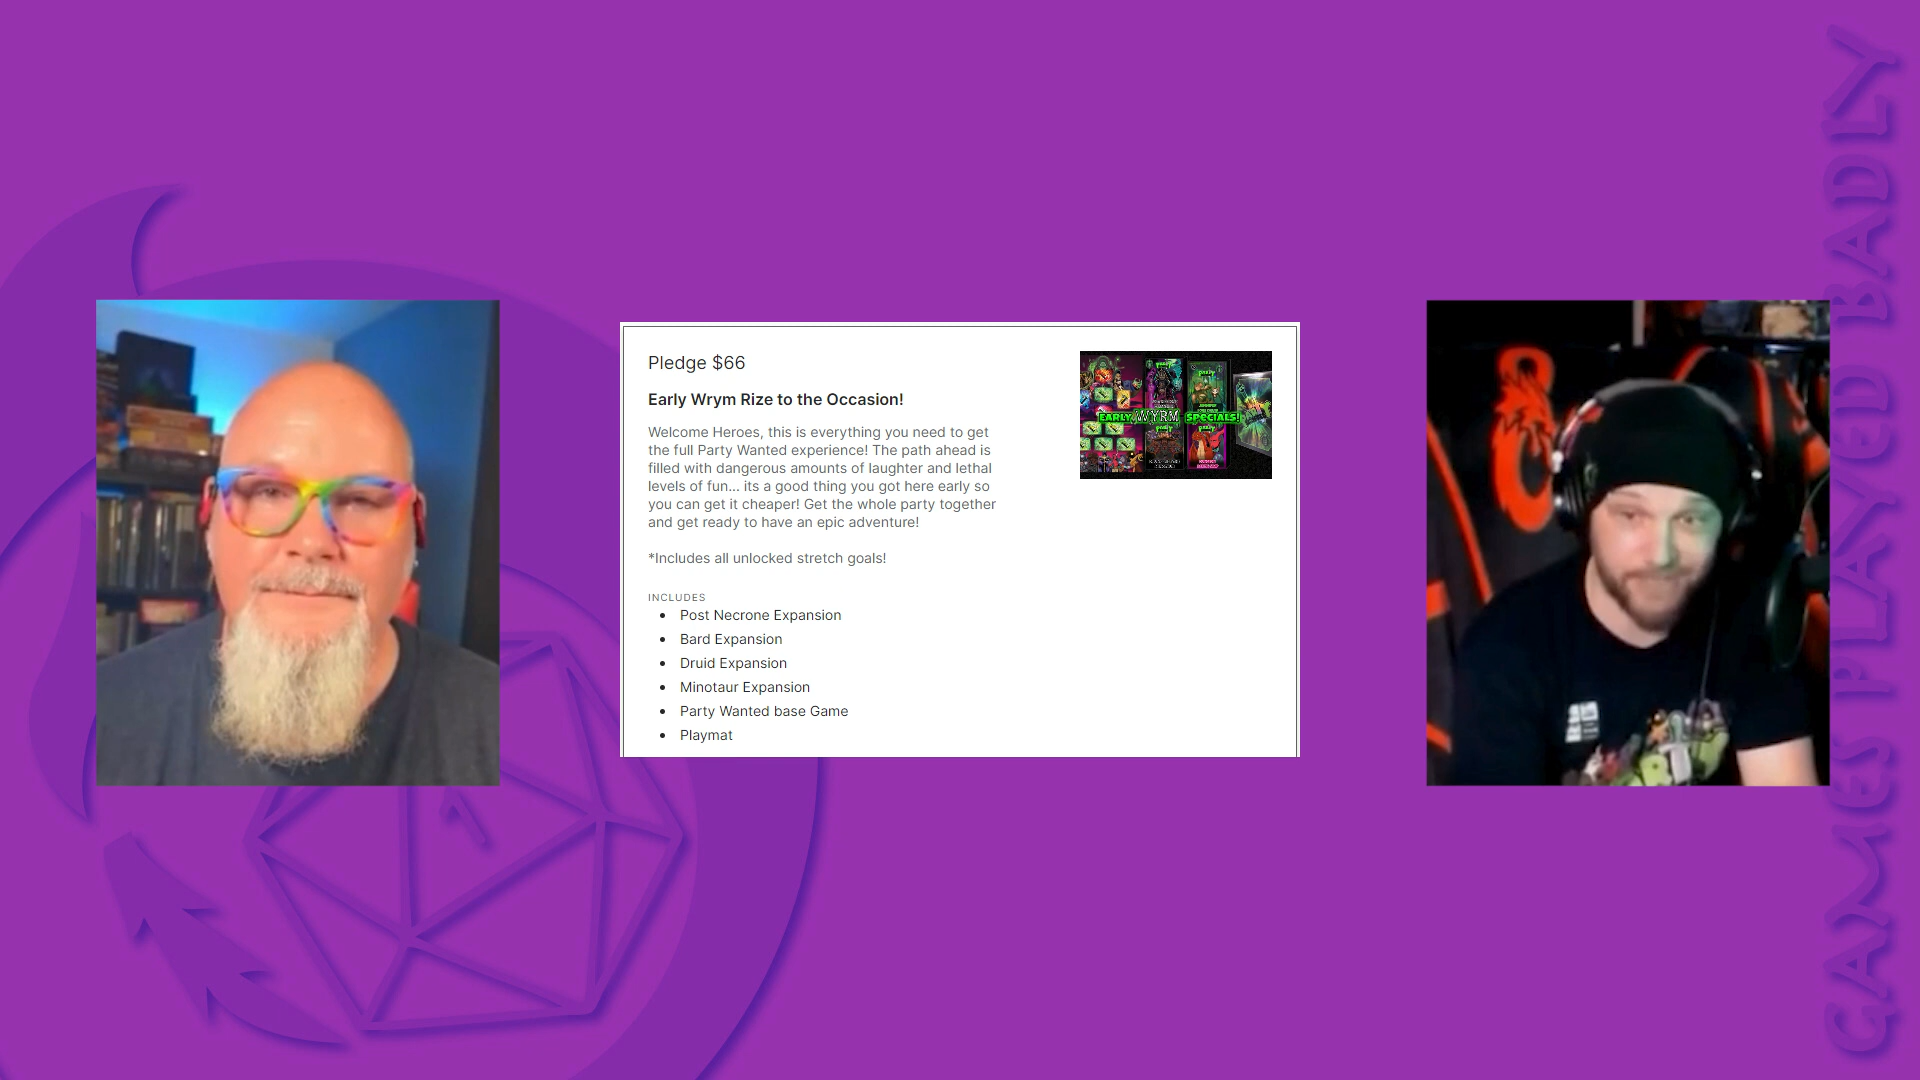 Pledge $66
Early Wrym Rize to the Occasion!
Welcome Heroes, this is everything you need to get
the full Party Wanted experience! The path ahead is
filled with dangerous amounts of laughter and lethal
levels of fun... its a good thing you got here early so
you can get it cheaper! Get the whole party together
and get ready to have an epic adventure!
*Includes all unlocked stretch goals!
INCLUDES
Post Necrone Expansion
Bard Expansion
Druid Expansion
Minotaur Expansion
Party Wanted base Game
Playmat
EARLY WYRM SPECIALS!
GAMES PLAYED BADLY
1